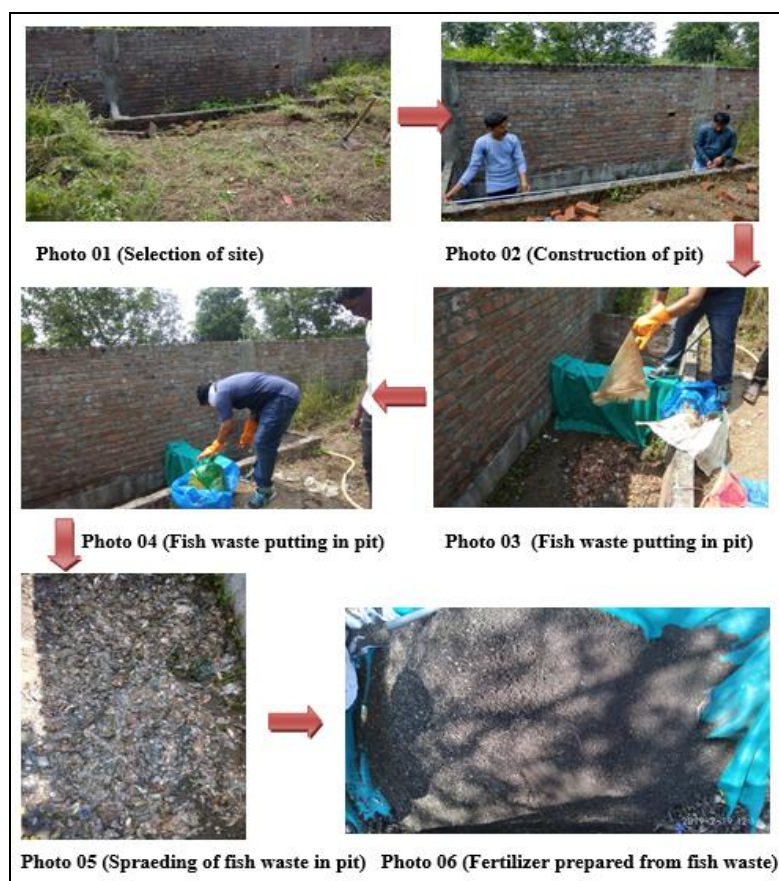 Photo 01 (Selection of site)
Photo 02 (Construction of pit)
Photo 04 (Fish waste putting in pit)
Photo 03 (Fish waste putting in pit)
Photo 05 (Spraeding of fish waste in pit)
Photo 06 (Fertilizer prepared from fish waste)